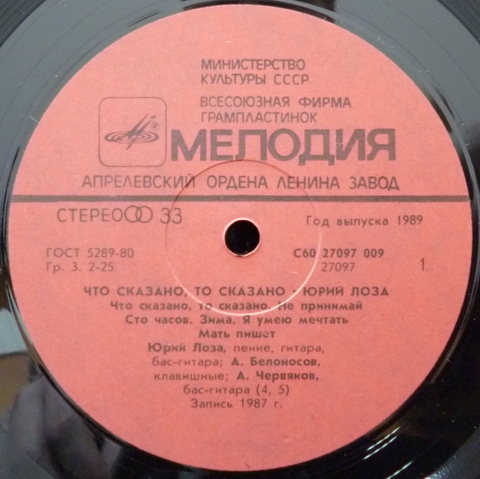 МИНИСТЕРСТВО
КУЛЬТУРЫ СССР
ВСЕСОЮЗНАЯ ФИРМА
ГРАМПЛАСТИНОК
МЕЛОДИЯ
АПРЕЛЕВСКИЙ ОРДЕНА ЛЕНИНА ЗАВОД
СТЕРЕО 33
Год выпуска 1989
ГОСТ 5289-80
С60 27097 009
Гр. 3. 2-25
27097
1
ЧТО СКАЗАНО, ТО СКАЗАНО · ЮРИЙ ЛОЗА
Что сказано, то сказано. Не принимай
Сто часов. Зима. Я умею мечтать
Мать пишет
Юрий Лоза, пение, гитара,
бас-гитара; А. Белоносов,
клавишные; А. Червяков,
бас-гитара (4, 5)
Запись 1987 г.